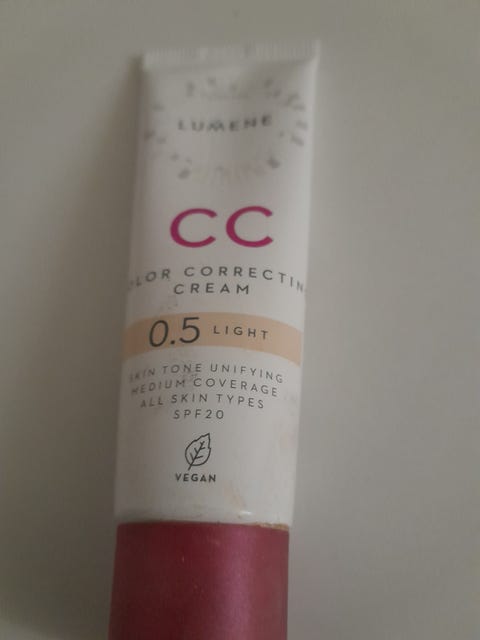 LUMENE
CC
OLOR CORRECTIN
CREAM
0.5 LIGHT
SKIN TONE UNIFYING
MEDIUM COVERAGE
ALL SKIN TYPES
SPF20
VEGAN